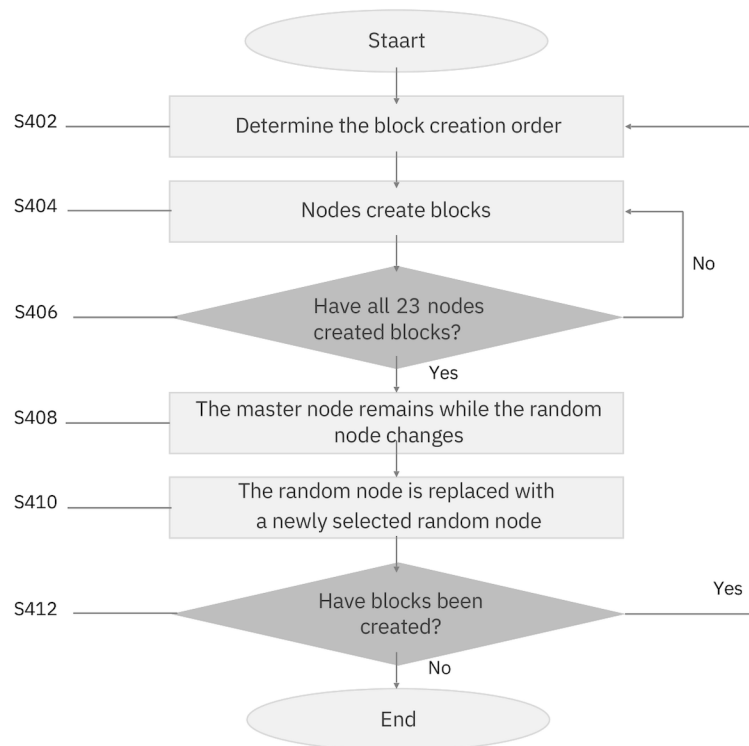 Staart
S402
Determine the block creation order
S404
Nodes create blocks
No
S406
Have all 23 nodes
created blocks?
Yes
S408
The master node remains while the random
node changes
S410
The random node is replaced with
a newly selected random node
S412
Have blocks been
created?
Yes
No
End